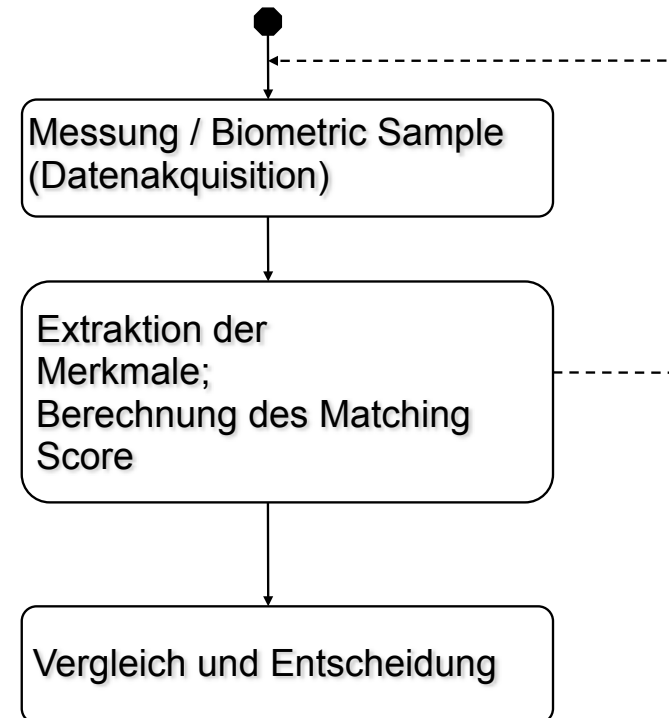 Messung / Biometric Sample
(Datenakquisition)
Extraktion der
Merkmale;
Berechnung des Matching
Score
Vergleich und Entscheidung